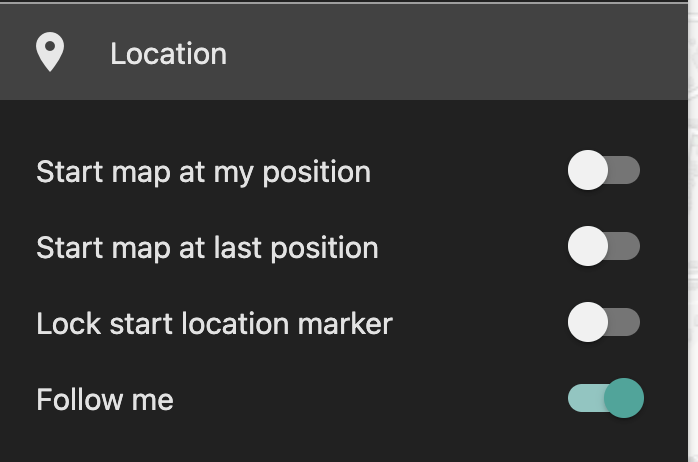 Location
Start map at my position
Start map at last position
Lock start location marker
Follow me